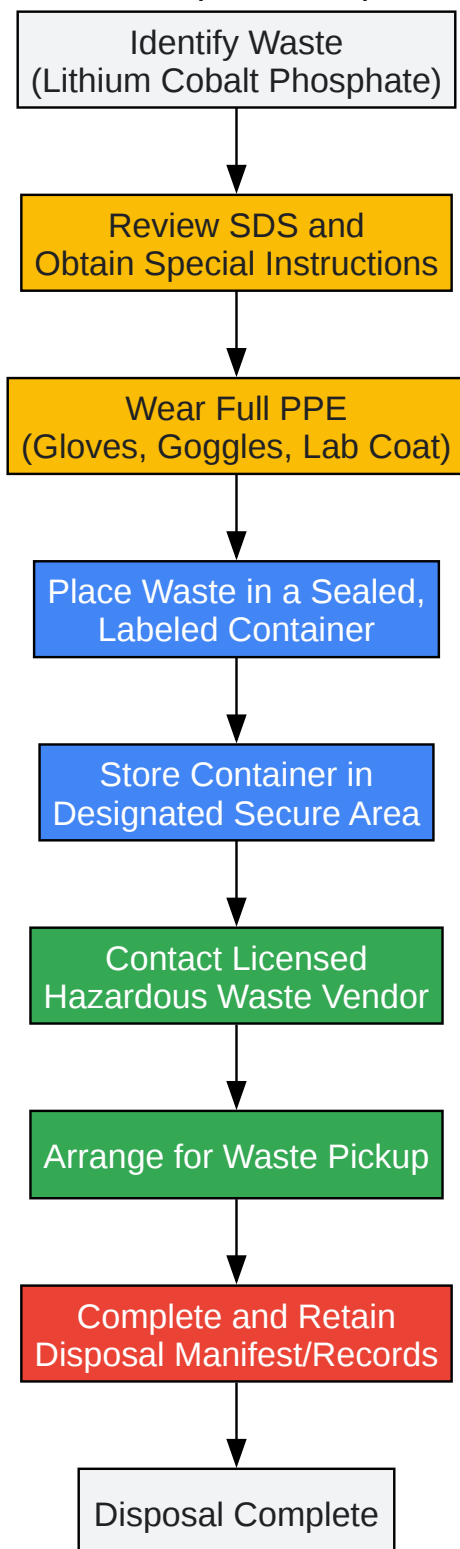 Identify Waste
(Lithium Cobalt Phosphate)
Review SDS and
Obtain Special Instructions
Wear Full PPE
(Gloves, Goggles, Lab Coat)
Place Waste in a Sealed,
Labeled Container
Store Container in
Designated Secure Area
Contact Licensed
Hazardous Waste Vendor
Arrange for Waste Pickup
Complete and Retain
Disposal Manifest/Records
Disposal Complete